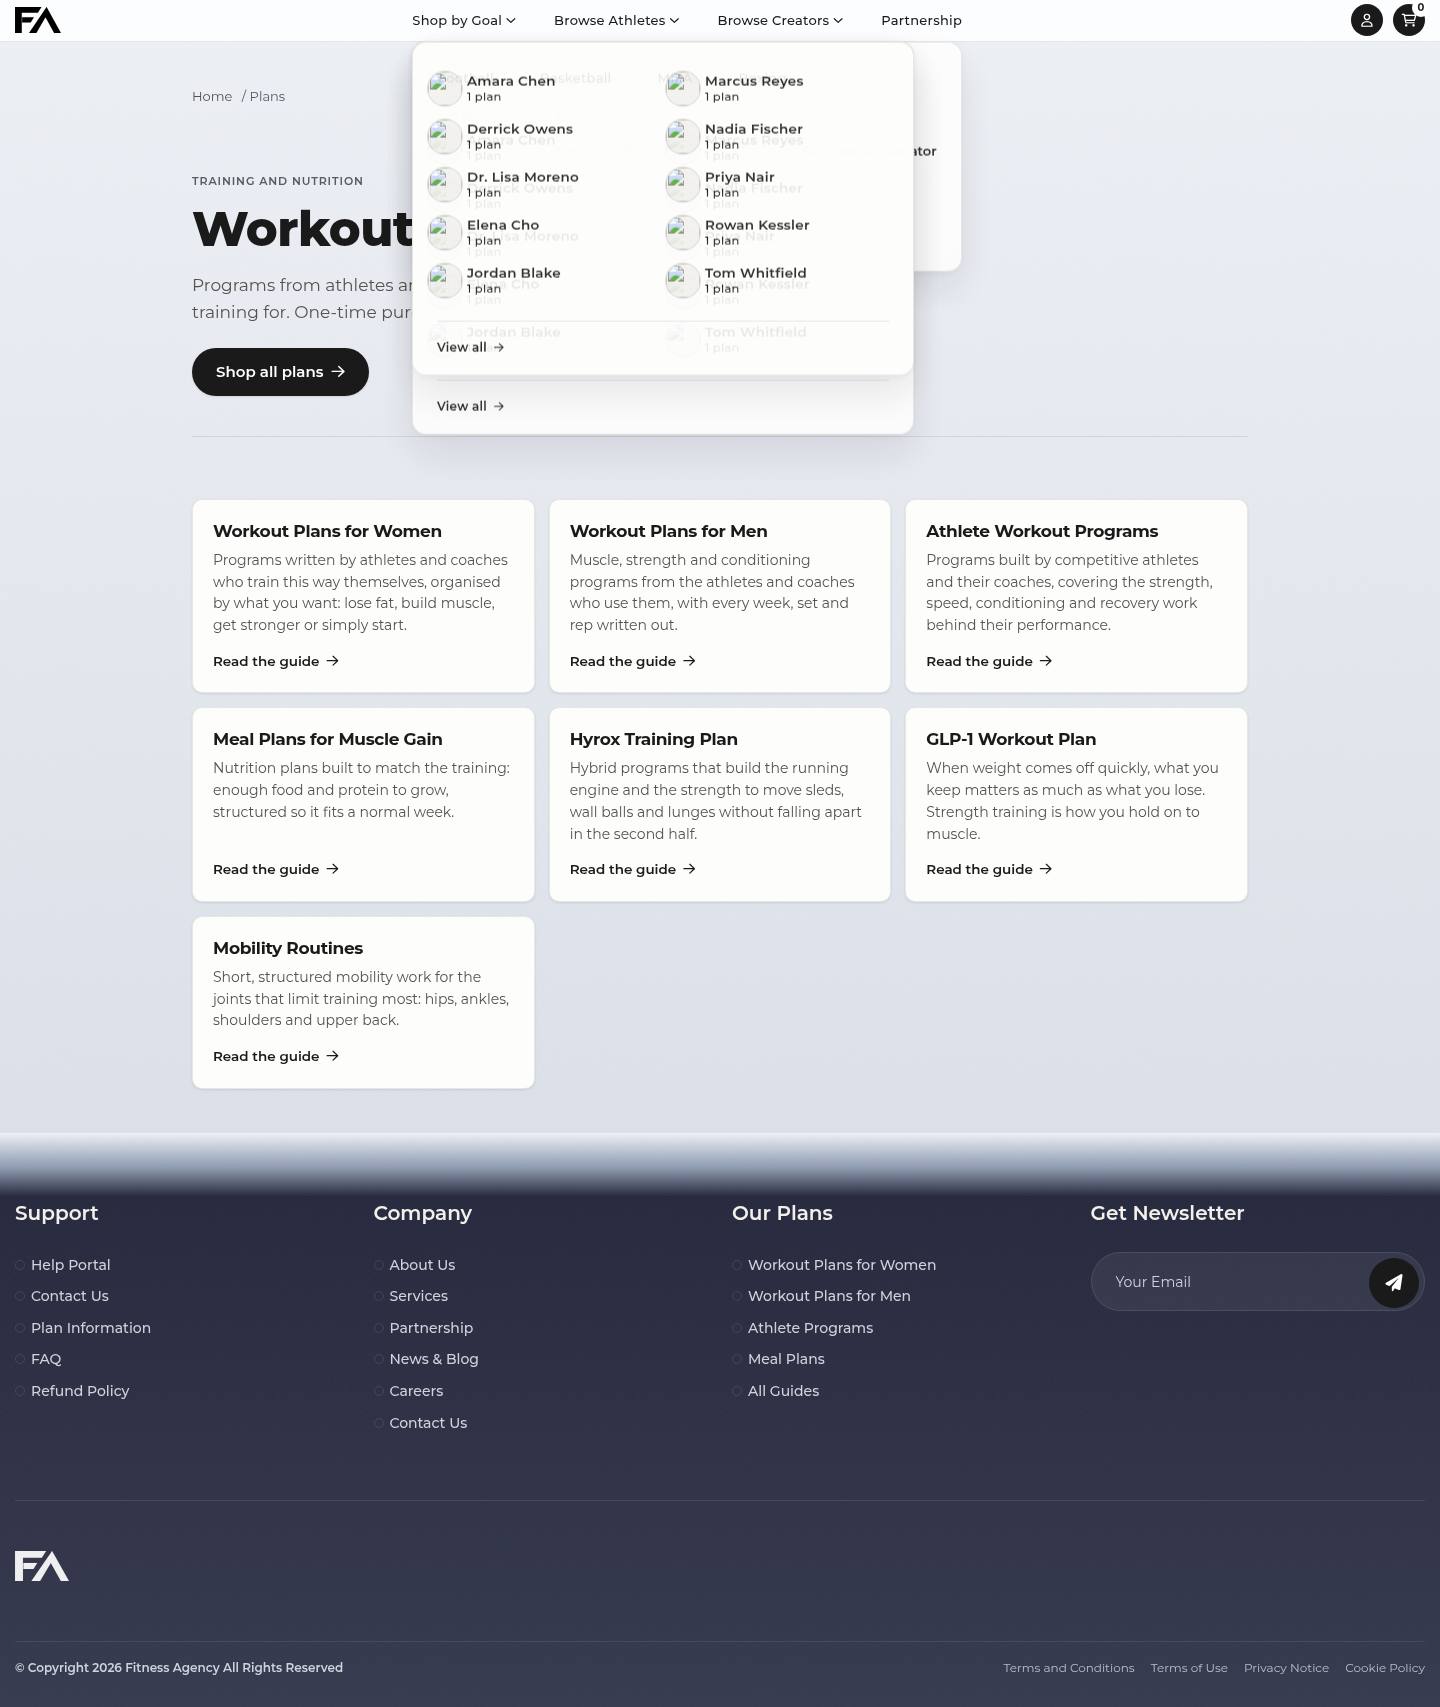 FA
Shop by Goal
Browse Athletes
Browse Creators
Partnership
0
Home / Plans
TRAINING AND NUTRITION
Workout
Programs from athletes
training for. One-time
Shop all plans →
Amara Chen
1 plan
Marcus Reyes
1 plan
Derrick Owens
1 plan
Nadia Fischer
1 plan
Dr. Lisa Moreno
1 plan
Priya Nair
1 plan
Elena Cho
1 plan
Rowan Kessler
1 plan
Jordan Blake
1 plan
Tom Whitfield
1 plan
Jordan Blake
Tom Whitfield
1 plan
View all →
View all →
Workout Plans for Women
Programs written by athletes and coaches
who train this way themselves, organised
by what you want: lose fat, build muscle,
get stronger or simply start.
Read the guide →
Workout Plans for Men
Muscle, strength and conditioning
programs from the athletes and coaches
who use them, with every week, set and
rep written out.
Read the guide →
Athlete Workout Programs
Programs built by competitive athletes
and their coaches, covering the strength,
speed, conditioning and recovery work
behind their performance.
Read the guide →
Meal Plans for Muscle Gain
Nutrition plans built to match the training:
enough food and protein to grow,
structured so it fits a normal week.
Read the guide →
Hyrox Training Plan
Hybrid programs that build the running
engine and the strength to move sleds,
wall balls and lunges without falling apart
in the second half.
Read the guide →
GLP-1 Workout Plan
When weight comes off quickly, what you
keep matters as much as what you lose.
Strength training is how you hold on to
muscle.
Read the guide →
Mobility Routines
Short, structured mobility work for the
joints that limit training most: hips, ankles,
shoulders and upper back.
Read the guide →
Support
Help Portal
Contact Us
Plan Information
FAQ
Refund Policy
Company
About Us
Services
Partnership
News & Blog
Careers
Contact Us
Our Plans
Workout Plans for Women
Workout Plans for Men
Athlete Programs
Meal Plans
All Guides
Get Newsletter
Your Email
FA
© Copyright 2026 Fitness Agency All Rights Reserved
Terms and Conditions
Terms of Use
Privacy Notice
Cookie Policy